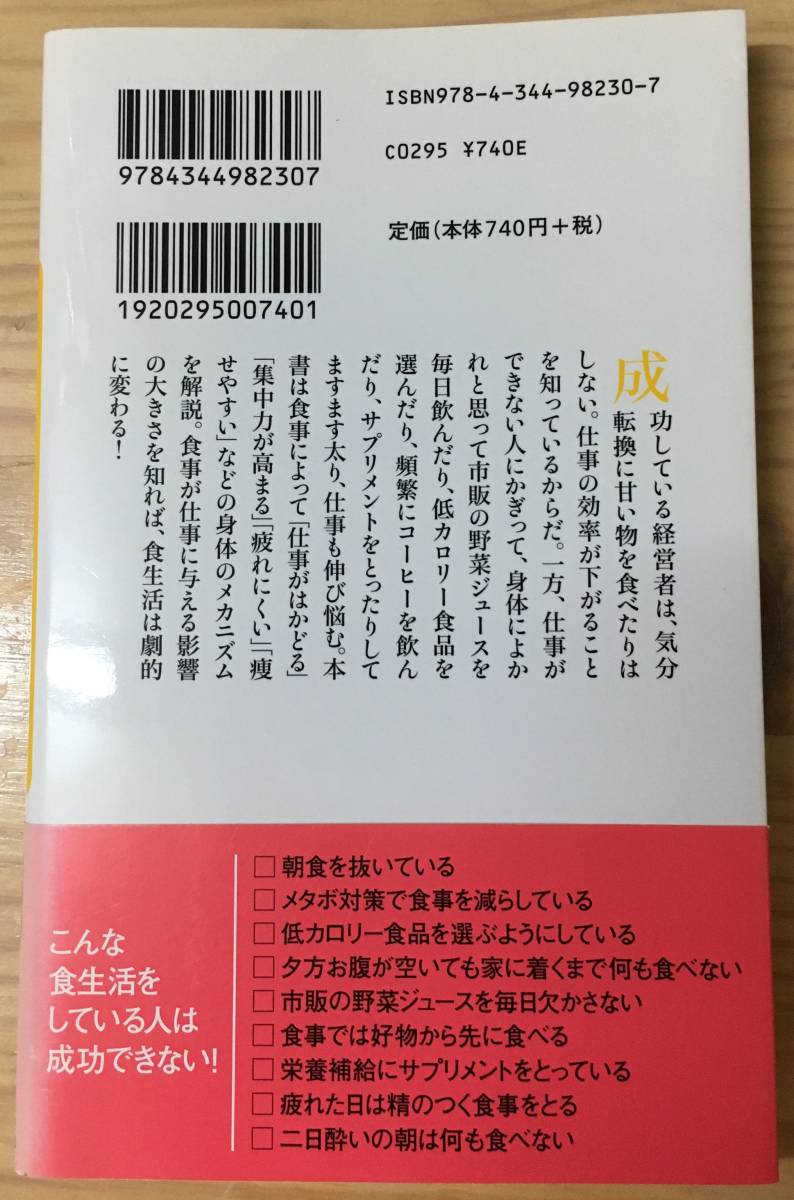 9784344982307
ISBN978-4-344-98230-7
C0295 ¥740E
1920295007401
定価(本体740円+税)
成功している経営者は、気分
転換に甘い物を食べたりは
しない。仕事の効率が下がること
を知っているからだ。一方、仕事が
できない人にかぎって、身体によか
れと思って市販の野菜ジュースを
毎日飲んだり、低カロリー食品を
選んだり、頻繁にコーヒーを飲ん
だり、サプリメントをとったりして
ますます太り、仕事も伸び悩む。本
書は食事によって「仕事がはかどる」
「集中力が高まる」「疲れにくい」「痩
せやすい」などの身体のメカニズム
を解説。食事が仕事に与える影響
の大きさを知れば、食生活は劇的
に変わる!
こんな
食生活を
している人は
成功できない!
□ 朝食を抜いている
□ メタボ対策で食事を減らしている
□ 低カロリー食品を選ぶようにしている
□ 夕方お腹が空いても家に着くまで何も食べない
□ 市販の野菜ジュースを毎日欠かさない
□ 食事では好物から先に食べる
□ 栄養補給にサプリメントをとっている
□ 疲れた日は精のつく食事をとる
□ 二日酔いの朝は何も食べない